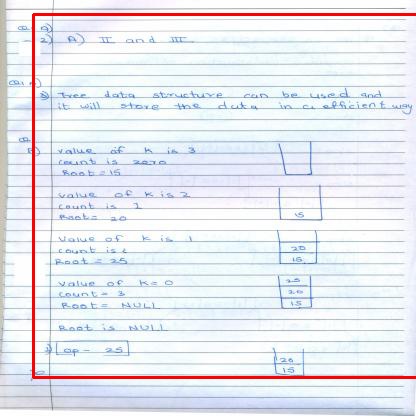 Q1 A)
- 2) A) II and III
Q1 A)
3) Tree data structure can be used and
it will store the data in a efficient way
Q2
B) value of K is 3
count is zero
Root = 15
value of K is 2
count is 1
Root = 20
15
value of K is 1
count is 2
Root = 25
20
15
value of K = 0
count = 3
Root = NULL
25
20
15
Root is NULL
i) op - 25
20
15